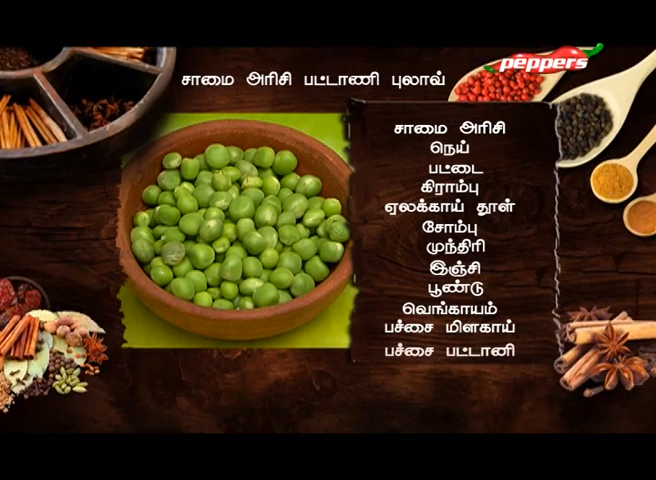 peppers
சாமை அரிசி பட்டாணி புலாவ்
சாமை அரிசி
நெய்
பட்டை
கிராம்பு
ஏலக்காய் தூள்
சோம்பு
முந்திரி
இஞ்சி
பூண்டு
வெங்காயம்
பச்சை மிளகாய்
பச்சை பட்டானி